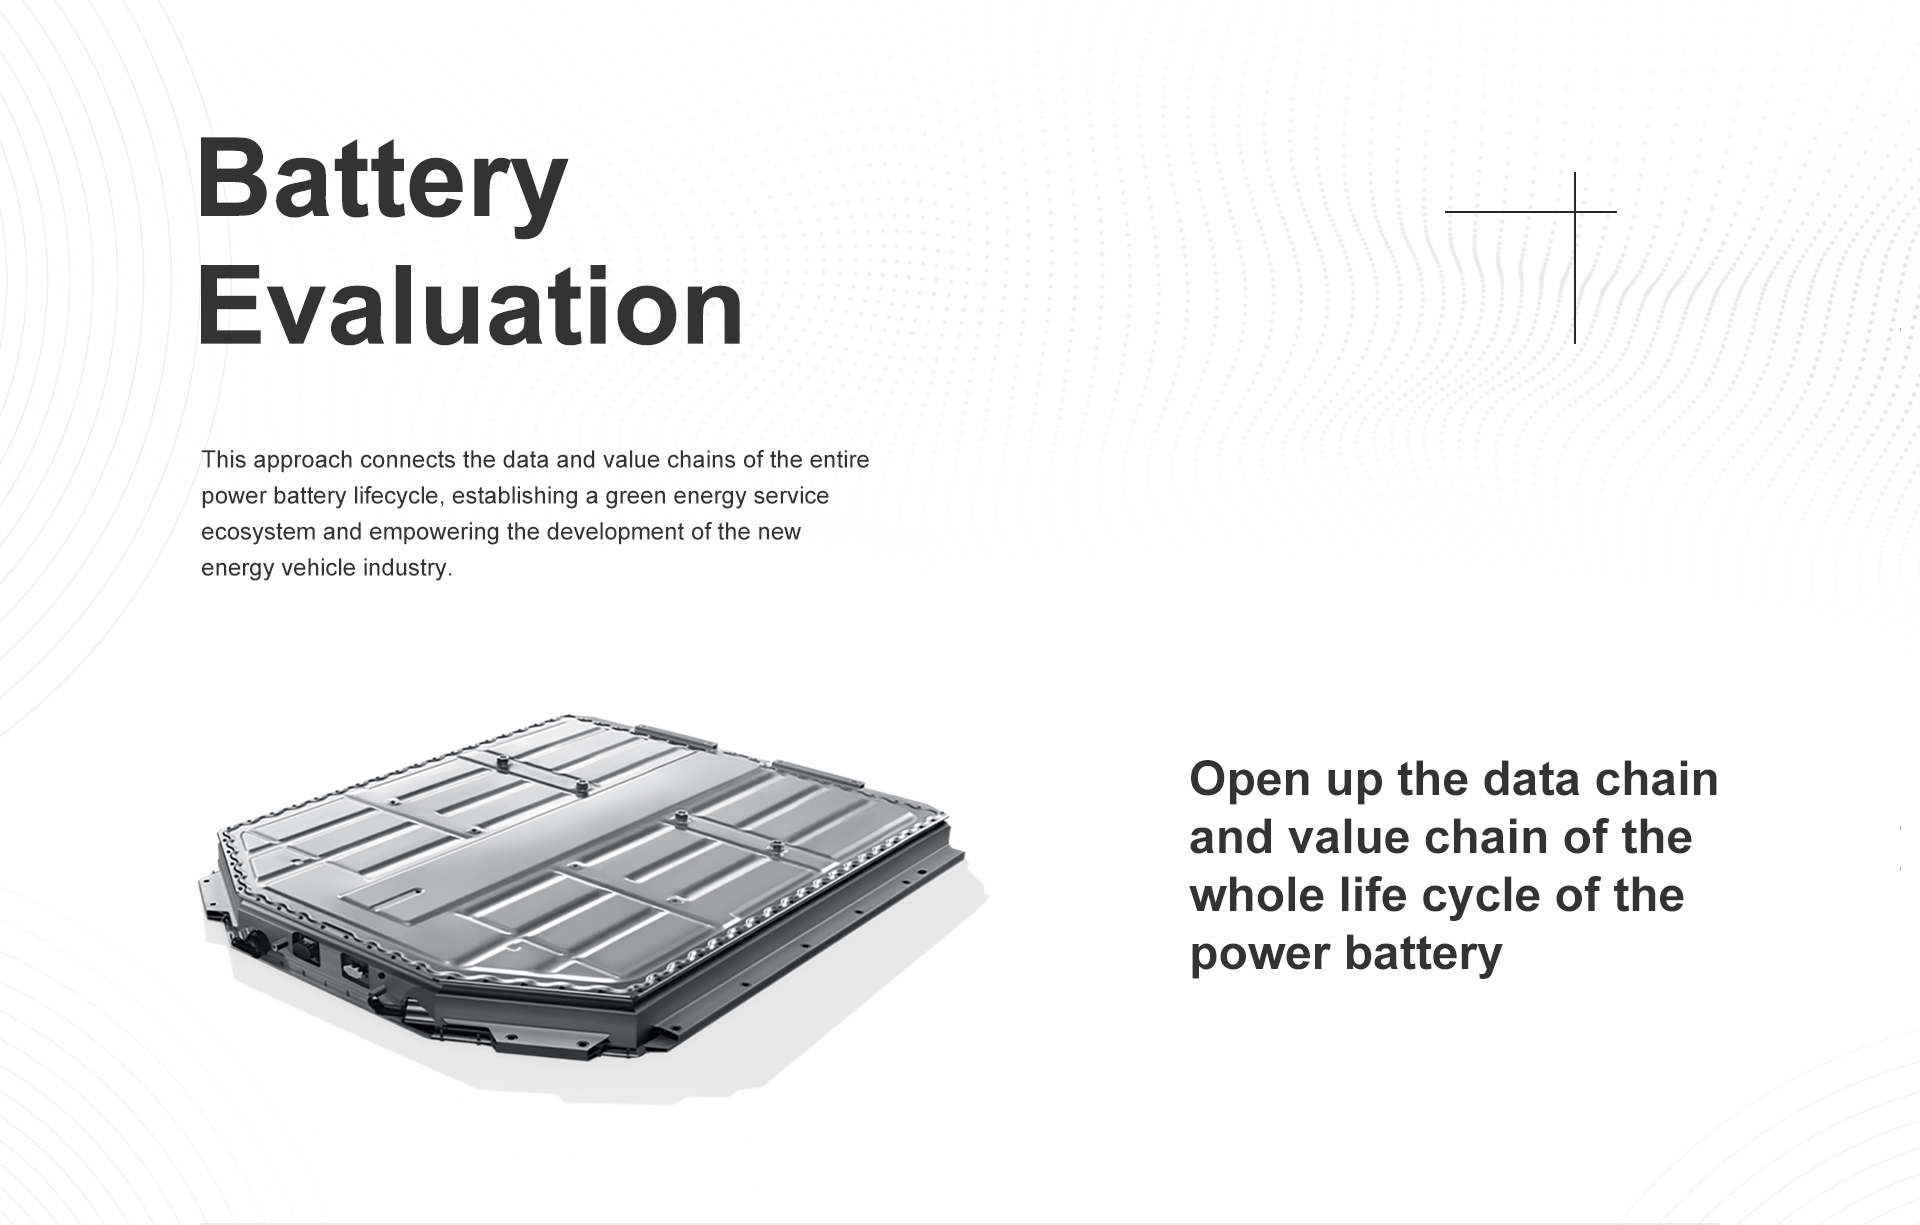 Battery
Evaluation
This approach connects the data and value chains of the entire
power battery lifecycle, establishing a green energy service
ecosystem and empowering the development of the new
energy vehicle industry.
Open up the data chain
and value chain of the
whole life cycle of the
power battery